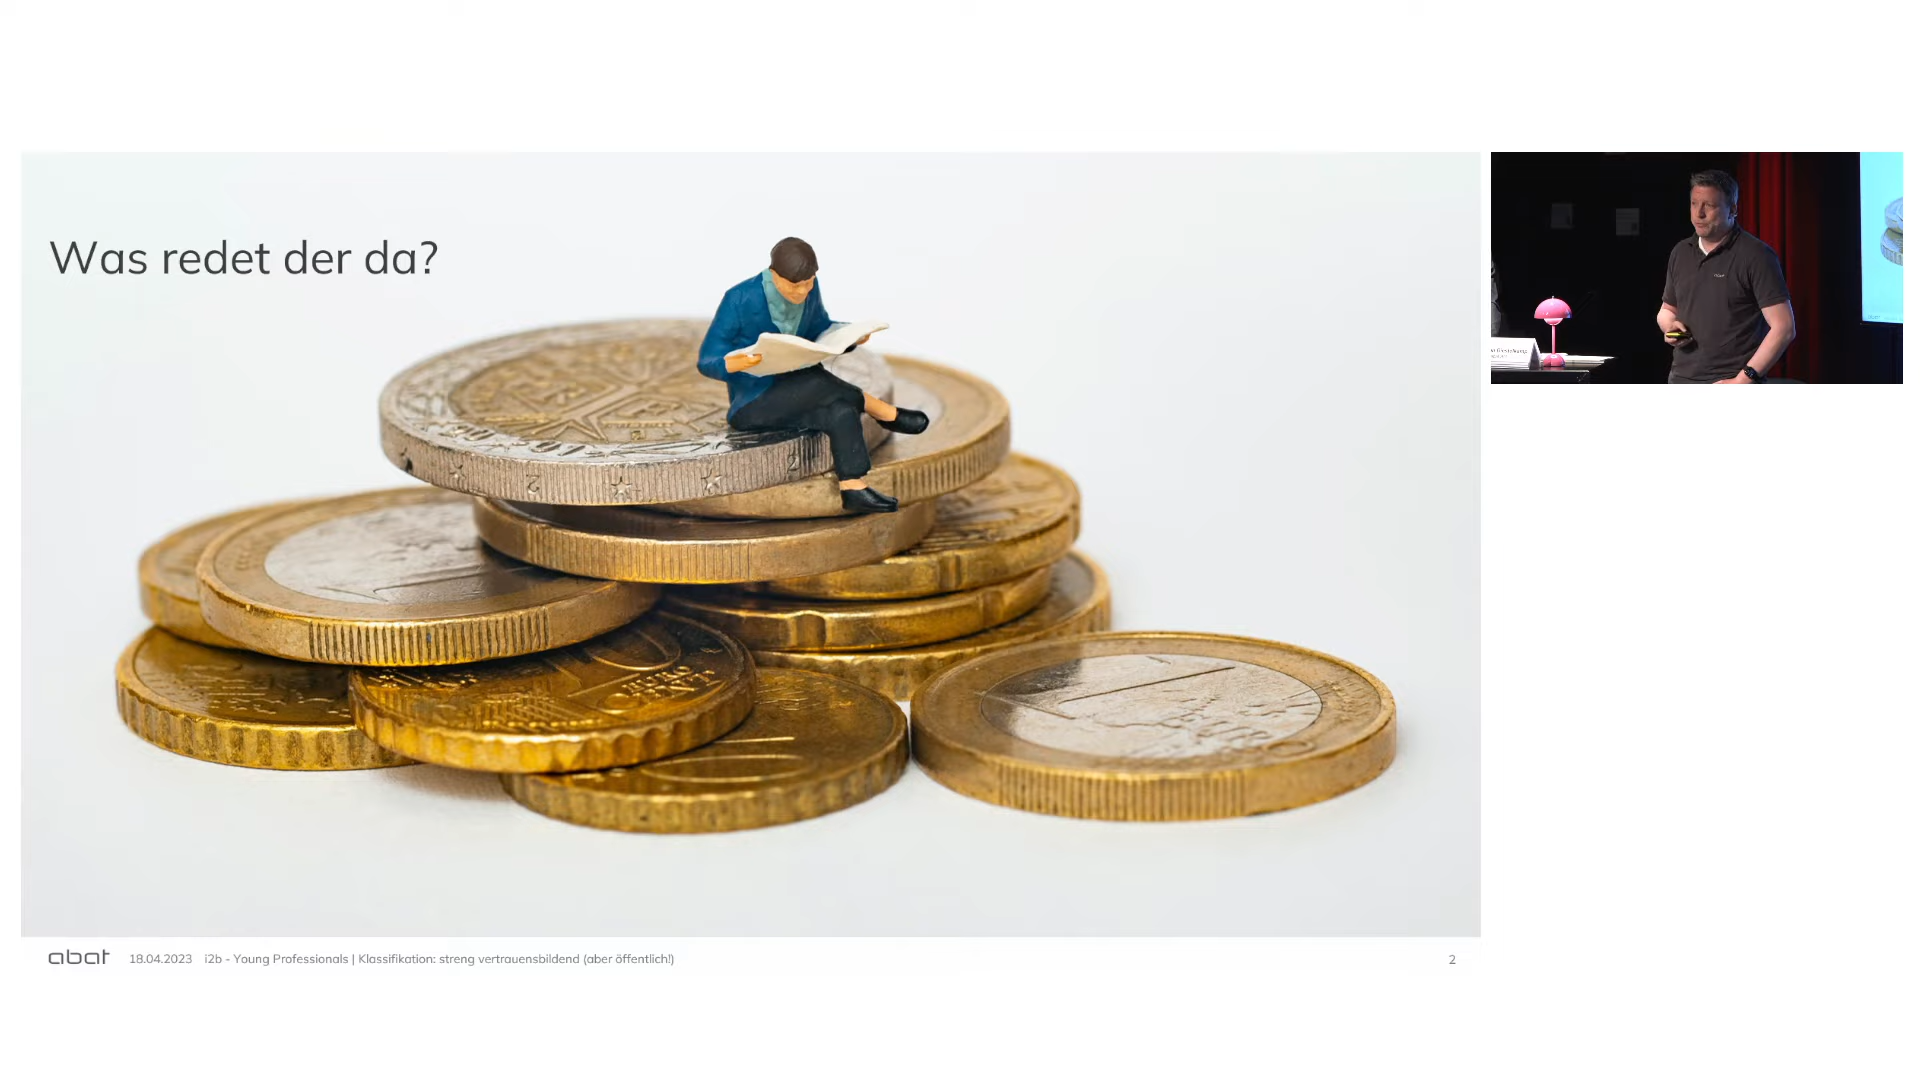 Was redet der da?
abat 18.04.2023 i2b - Young Professionals | Klassifikation: streng vertrauensbildend (aber öffentlich!) 2